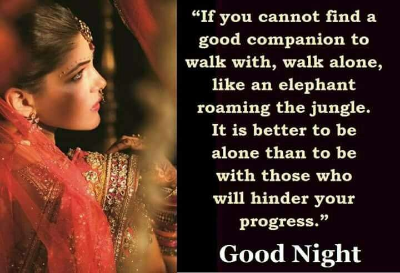 “If you cannot find a
good companion to
walk with, walk alone,
like an elephant
roaming the jungle.
It is better to be
alone than to be
with those who
will hinder your
progress.”
Good Night